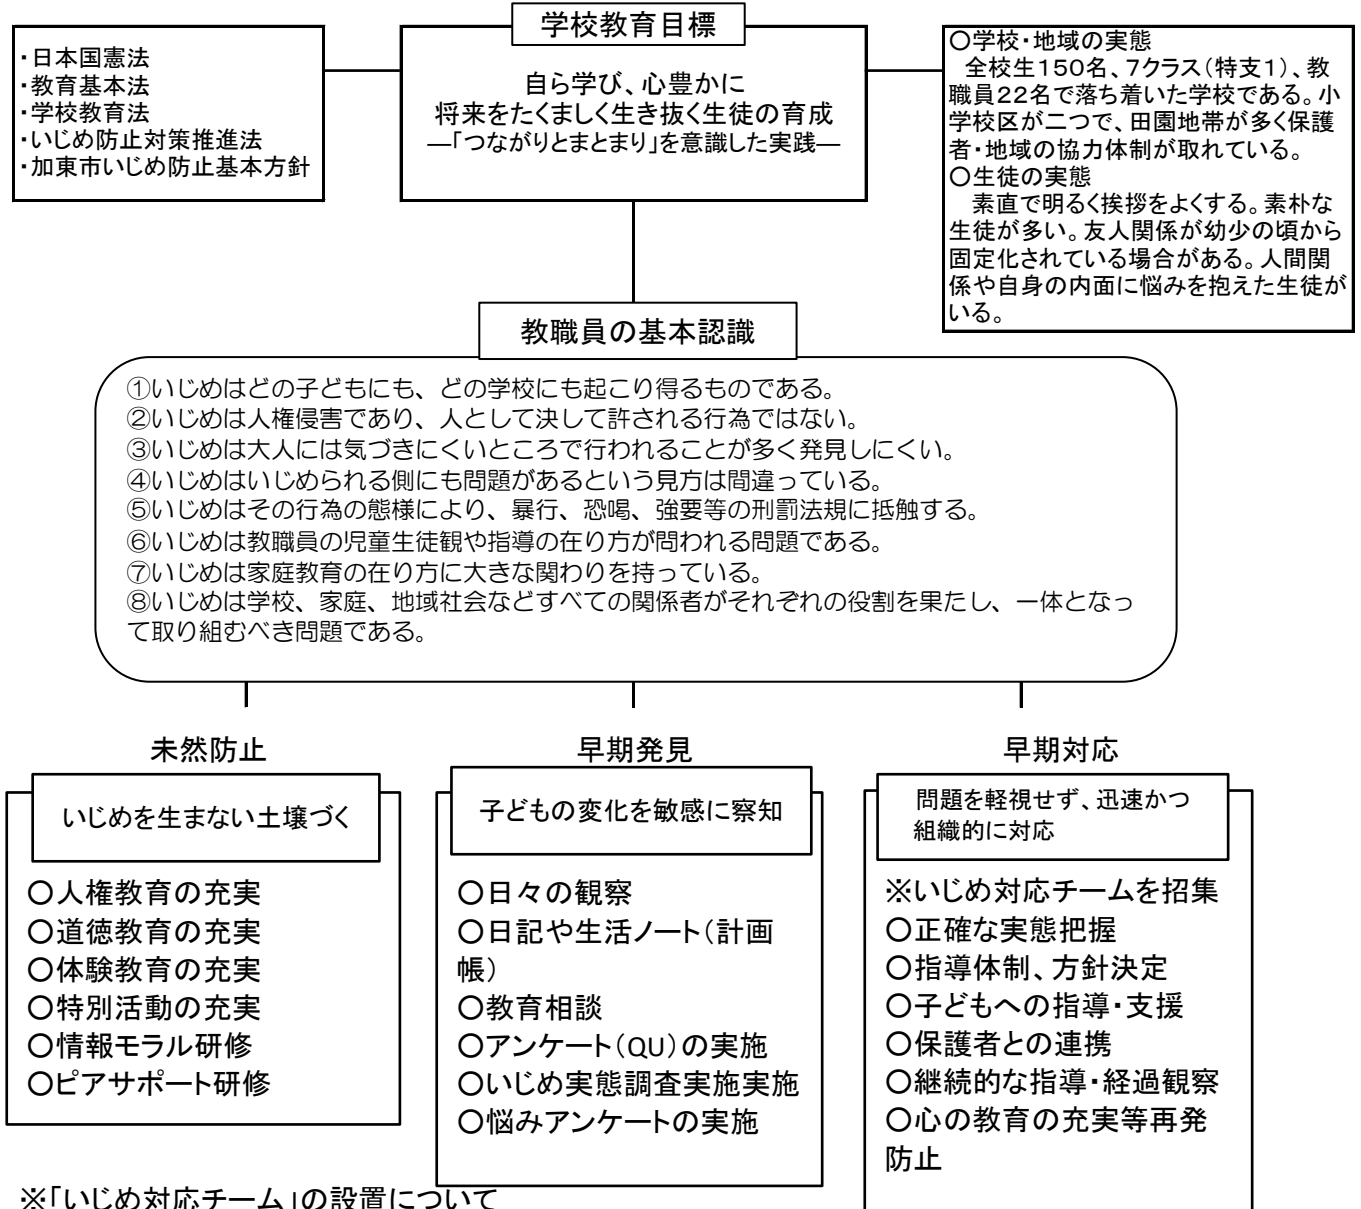 学校教育目標
・日本国憲法
・教育基本法
・学校教育法
・いじめ防止対策推進法
・加東市いじめ防止基本方針
自ら学び、心豊かに
将来をたくましく生き抜く生徒の育成
―「つながりとまとまり」を意識した実践―
〇学校・地域の実態
全校生150名、7クラス(特支1)、教
職員22名で落ち着いた学校である。小
学校区が二つで、田園地帯が多く保護
者・地域の協力体制が取れている。
〇生徒の実態
素直で明るく挨拶をよくする。素朴な
生徒が多い。友人関係が幼少の頃から
固定化されている場合がある。人間関
係や自身の内面に悩みを抱えた生徒が
いる。
教職員の基本認識
①いじめはどの子どもにも、どの学校にも起こり得るものである。
②いじめは人権侵害であり、人として決して許される行為ではない。
③いじめは大人には気づきにくいところで行われることが多く発見しにくい。
④いじめはいじめられる側にも問題があるという見方は間違っている。
⑤いじめはその行為の態様により、暴行、恐喝、強要等の刑罰法規に抵触する。
⑥いじめは教職員の児童生徒観や指導の在り方が問われる問題である。
⑦いじめは家庭教育の在り方に大きな関わりを持っている。
⑧いじめは学校、家庭、地域社会などすべての関係者がそれぞれの役割を果たし、一体となっ
て取り組むべき問題である。
未然防止
いじめを生まない土壌づく
〇人権教育の充実
〇道徳教育の充実
〇体験教育の充実
〇特別活動の充実
〇情報モラル研修
〇ピアサポート研修
早期発見
子どもの変化を敏感に察知
〇日々の観察
〇日記や生活ノート(計画
帳)
〇教育相談
〇アンケート(QU)の実施
〇いじめ実態調査実施実施
〇悩みアンケートの実施
早期対応
問題を軽視せず、迅速かつ
組織的に対応
※いじめ対応チームを招集
〇正確な実態把握
〇指導体制、方針決定
〇子どもへの指導・支援
〇保護者との連携
〇継続的な指導・経過観察
〇心の教育の充実等再発
防止
※「いじめ対応チーム」の設置について